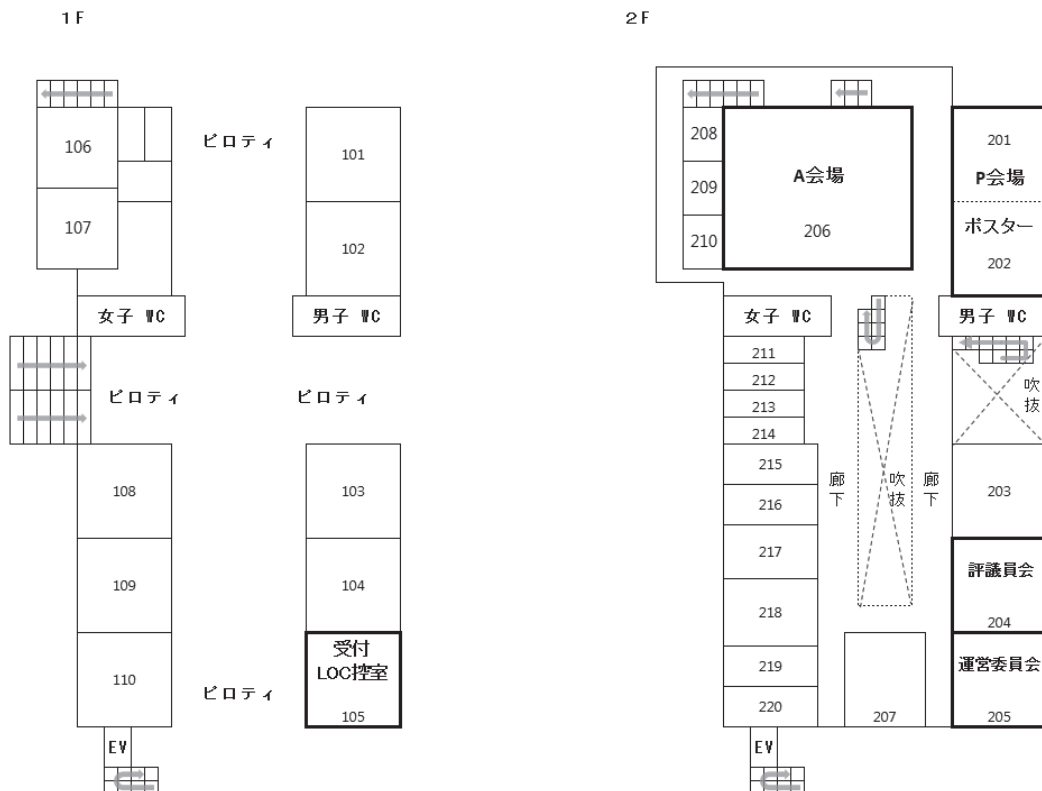 1F
106
107
ピロティ
101
102
女子 WC
男子 WC
ピロティ
ピロティ
108
109
110
103
104
受付
LOC控室
105
ピロティ
EV
2F
208
209
210
A会場
206
201
P会場
ポスター
202
女子 WC
男子 WC
211
212
213
214
215
216
217
218
219
220
廊下
吹抜
廊下
吹抜
203
評議員会
204
運営委員会
205
207
EV